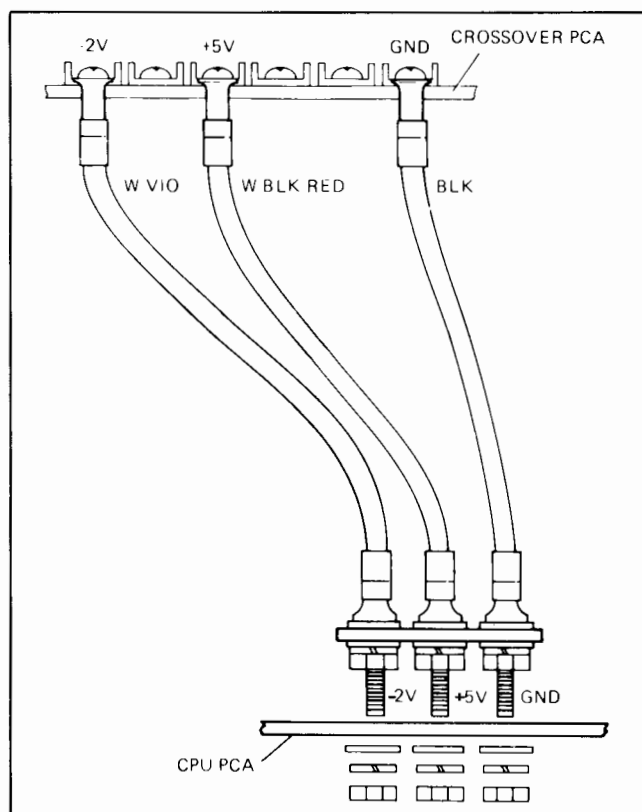 -2V +5V GND CROSSOVER PCA
W VIO W BLK RED BLK
-2V +5V GND
CPU PCA